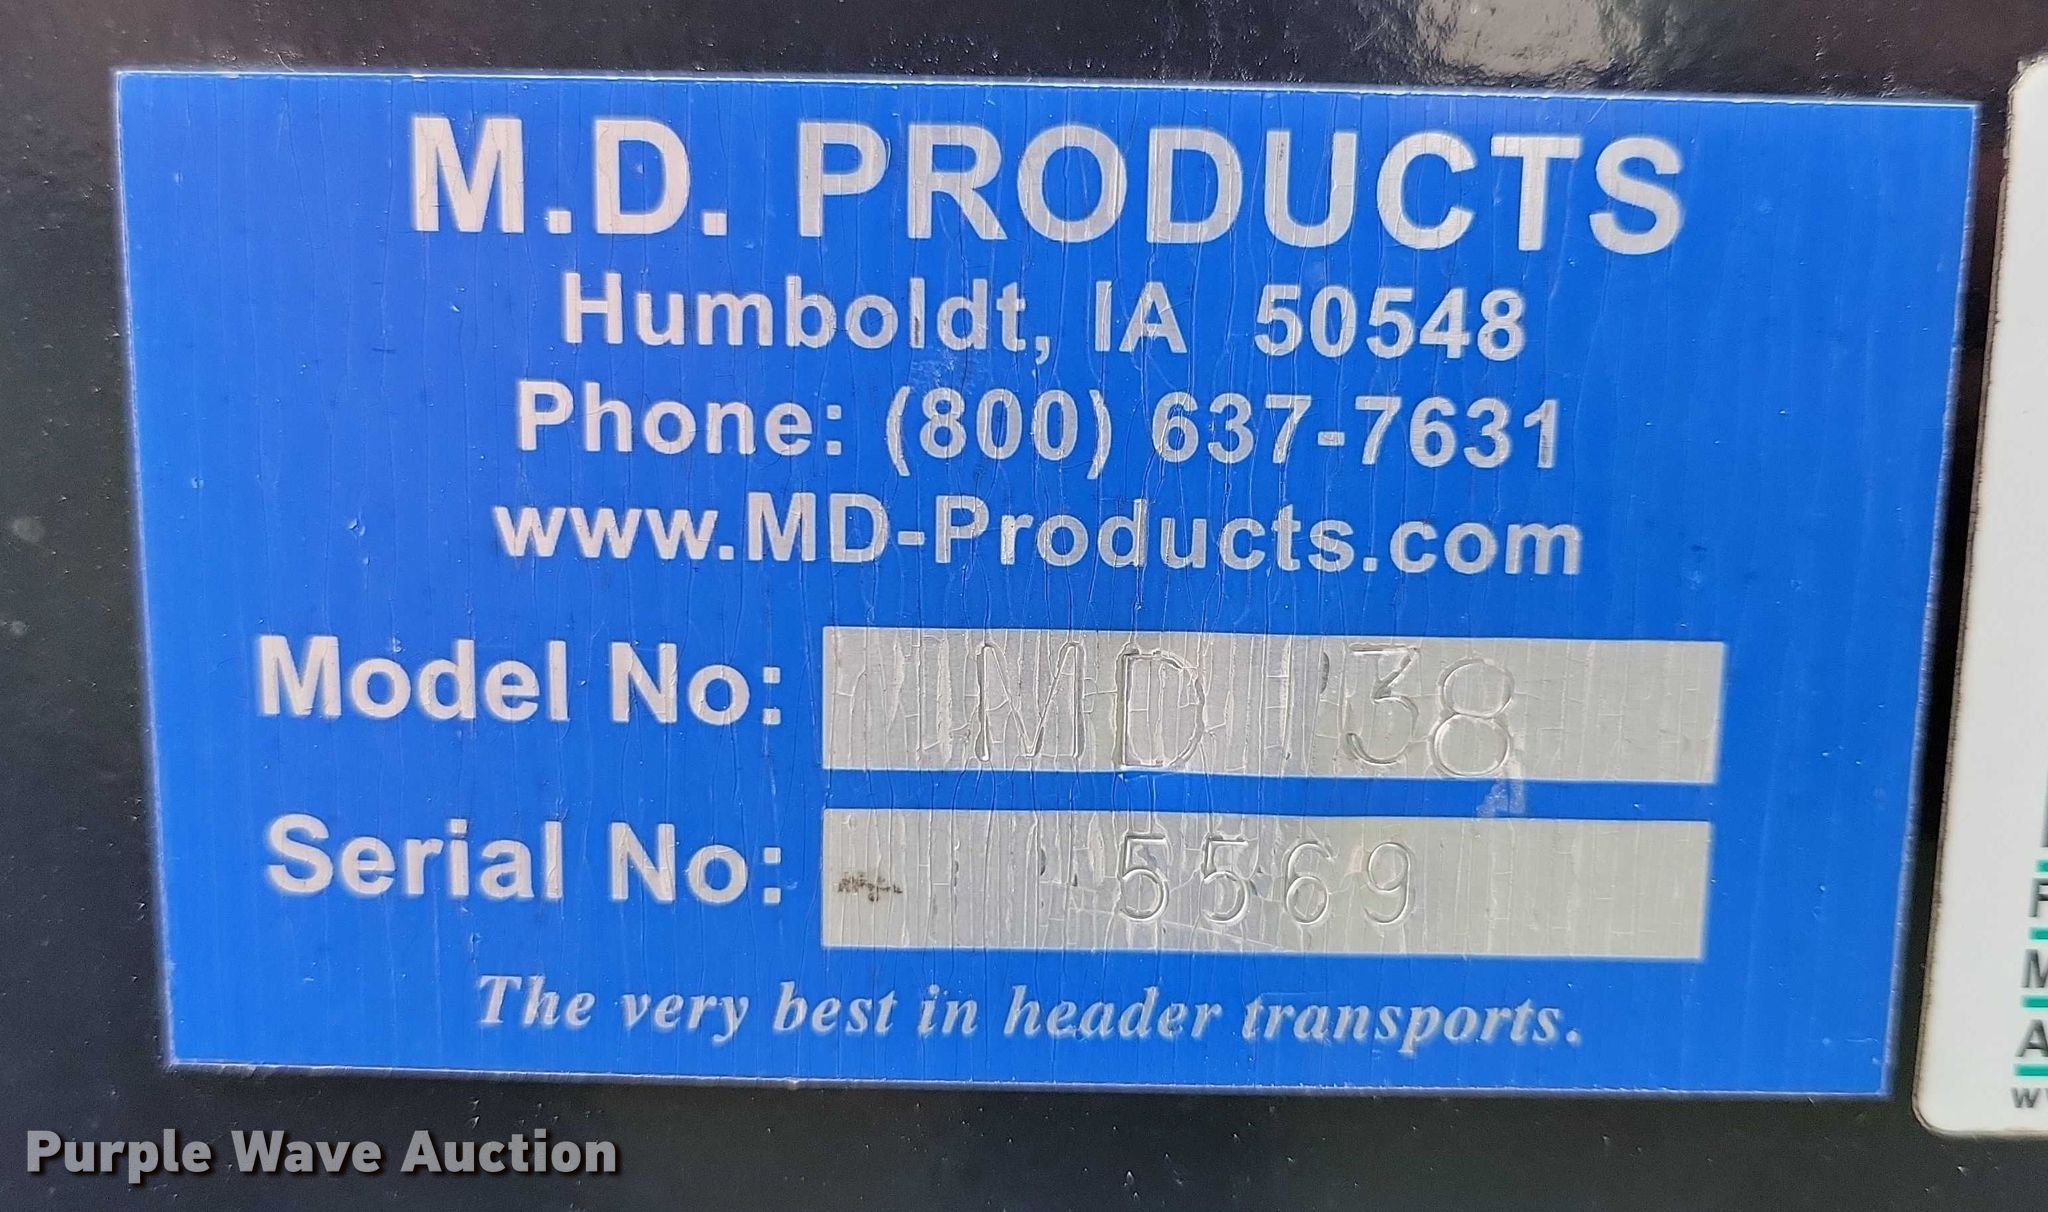 M.D. PRODUCTS
Humboldt, IA 50548
Phone: (800) 637-7631
www.MD-Products.com
Model No: MD 38
Serial No: 5569
The very best in header transports.
Purple Wave Auction